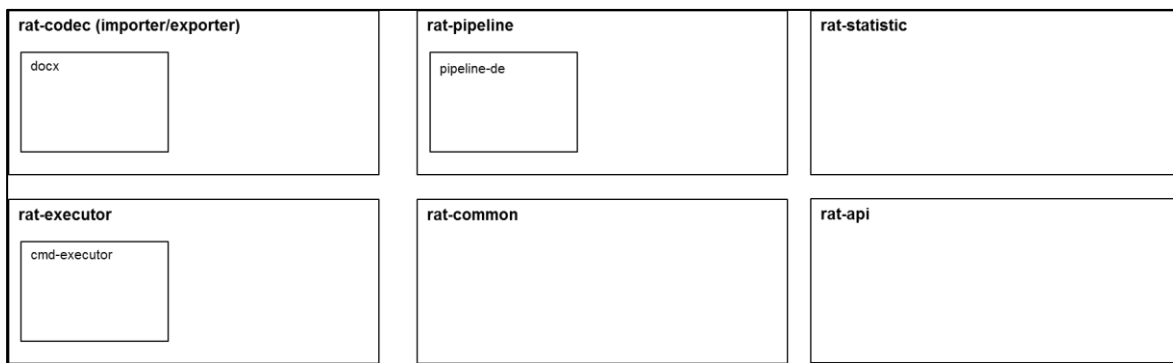 rat-codec (importer/exporter)
docx
rat-pipeline
pipeline-de
rat-statistic
rat-executor
cmd-executor
rat-common
rat-api